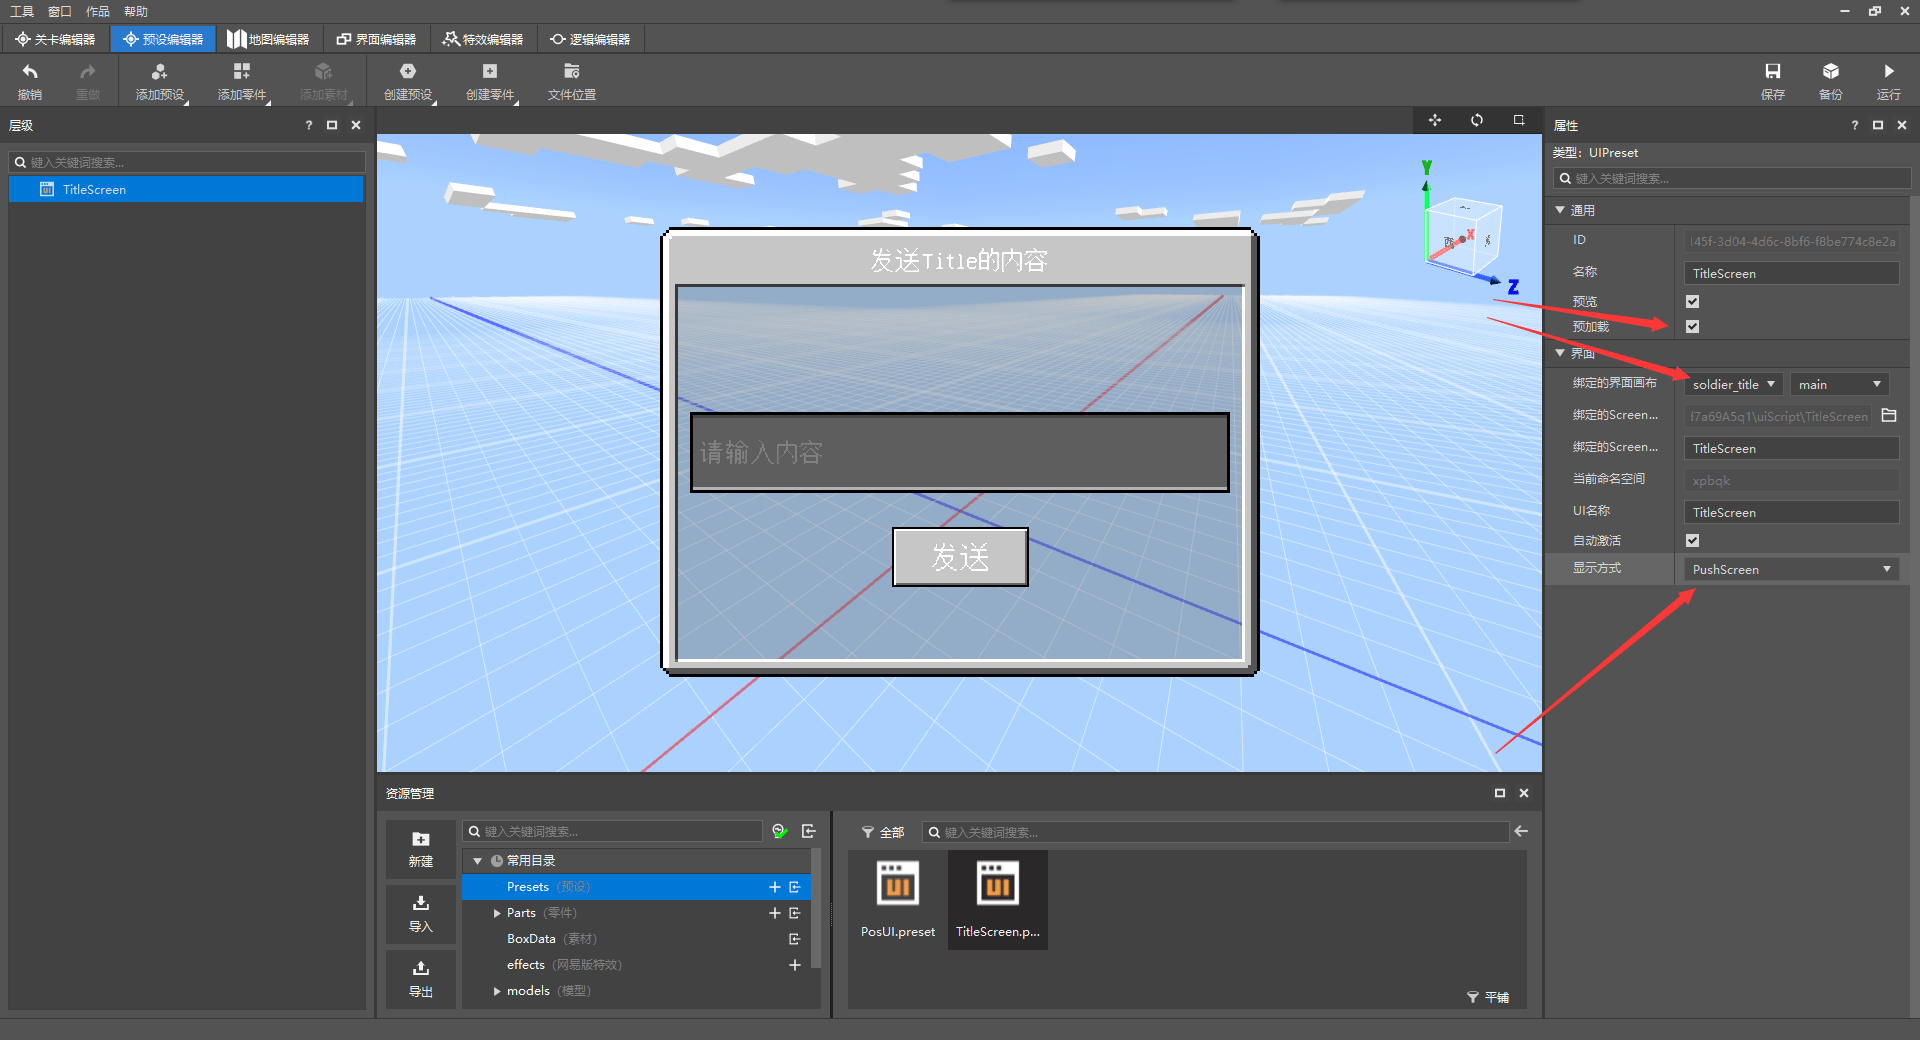 工具 窗口 作品 帮助
关卡编辑器 预设编辑器 地图编辑器 界面编辑器 特效编辑器 逻辑编辑器
撤销 重做 添加预设 添加零件 添加素材 创建预设 创建零件 文件位置 保存 备份 运行
层级 ?
键入关键词搜索...
TitleScreen
Y
X
Z
西
发送Title的内容
请输入内容
发送
属性 ?
类型: UIPreset
键入关键词搜索...
通用
ID l45f-3d04-4d6c-8bf6-f8be774c8e2a
名称 TitleScreen
预览
预加载
界面
绑定的界面画布 soldier_title main
绑定的Screen... f7a69A5q1\uiScript\TitleScreen
绑定的Screen... TitleScreen
当前命名空间 xpbqk
UI名称 TitleScreen
自动激活
显示方式 PushScreen
资源管理
新建
导入
导出
键入关键词搜索...
常用目录
Presets (预设)
Parts (零件)
BoxData (素材)
effects (网易版特效)
models (模型)
全部 键入关键词搜索...
UI UI
PosUI.preset TitleScreen.p...
平铺